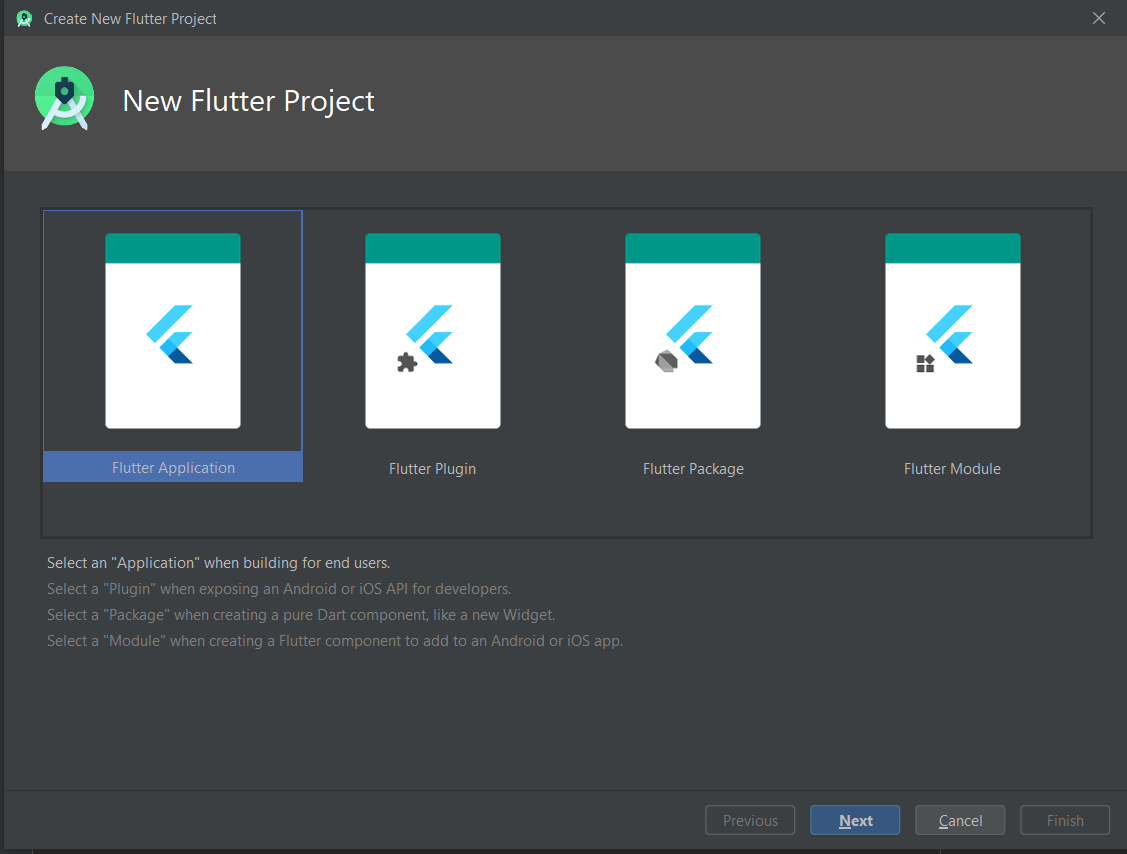 Create New Flutter Project
New Flutter Project
Flutter Application
Flutter Plugin
Flutter Package
Flutter Module
Select an "Application" when building for end users.
Select a "Plugin" when exposing an Android or iOS API for developers.
Select a "Package" when creating a pure Dart component, like a new Widget.
Select a "Module" when creating a Flutter component to add to an Android or iOS app.
Previous
Next
Cancel
Finish